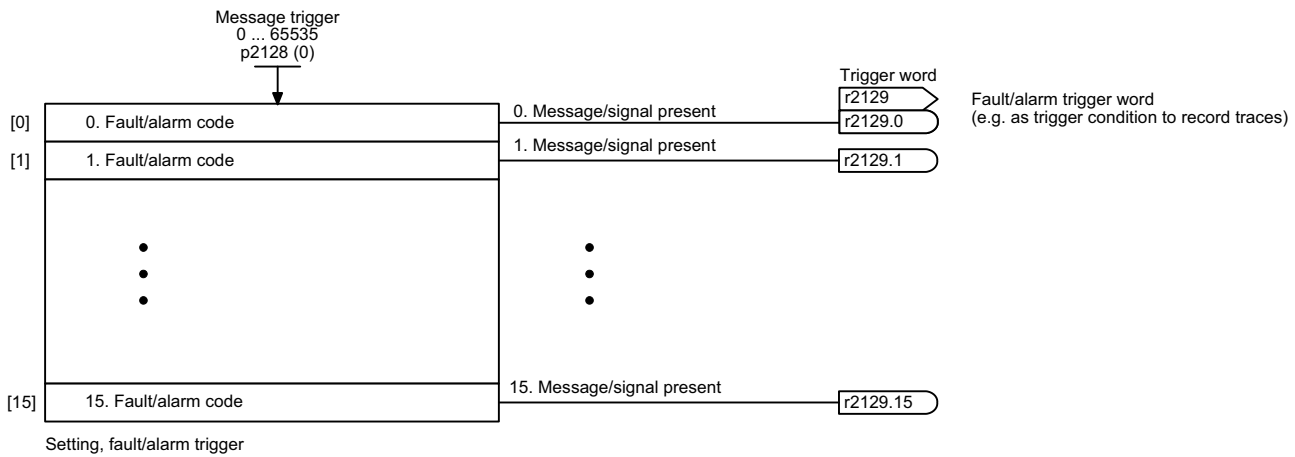 Message trigger
0 ... 65535
p2128 (0)
Trigger word
r2129
Fault/alarm trigger word
(e.g. as trigger condition to record traces)
[0]
0. Fault/alarm code
0. Message/signal present
r2129.0
[1]
1. Fault/alarm code
1. Message/signal present
r2129.1
[15]
15. Fault/alarm code
15. Message/signal present
r2129.15
Setting, fault/alarm trigger